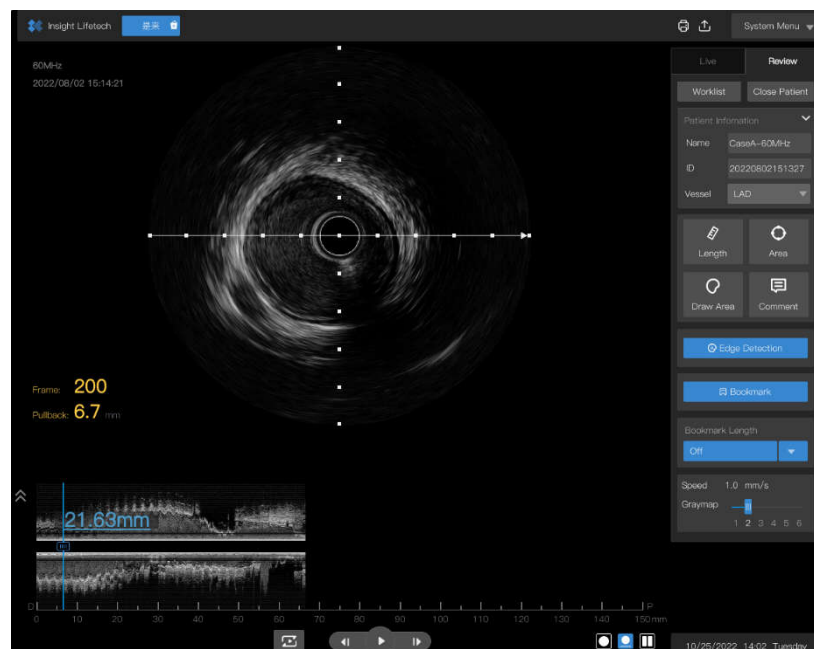 Insight Lifetech
System Menu
60MHz
2022/08/02 15:14:21
Live
Review
Worklist
Close Patient
Patient Infomation
Name
CaseA-60MHz
ID
20220802151327
Vessel
LAD
Length
Area
Draw Area
Comment
Edge Detection
Bookmark
Bookmark Length
Off
Speed 1.0 mm/s
Graymap
1 2 3 4 5 6
Frame: 200
Pullback: 6.7 mm
21.63mm
D
P
0 10 20 30 40 50 60 70 80 90 100 110 120 130 140 150 mm
10/25/2022 14:02 Tuesday